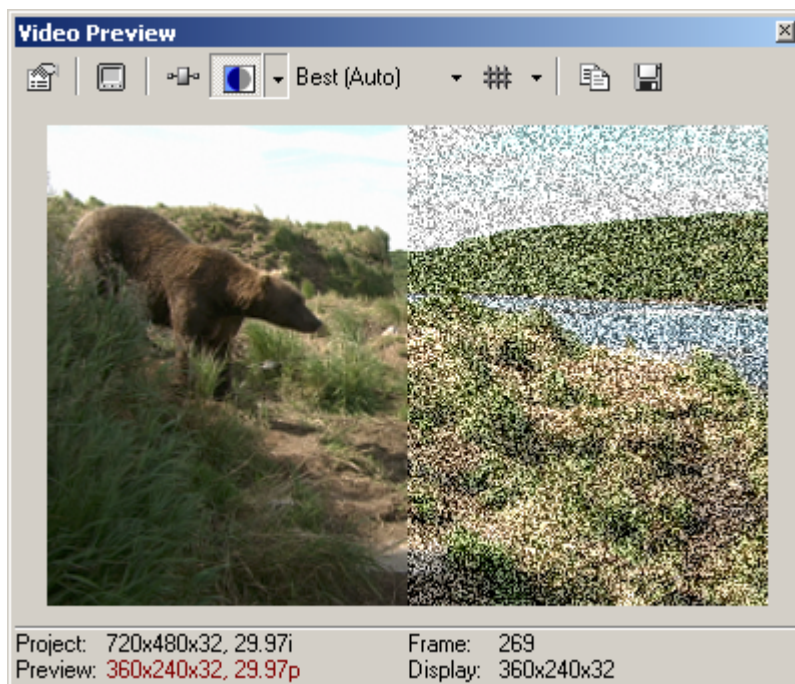 Video Preview
Best (Auto)
Project: 720x480x32, 29.97i
Frame: 269
Preview: 360x240x32, 29.97p
Display: 360x240x32